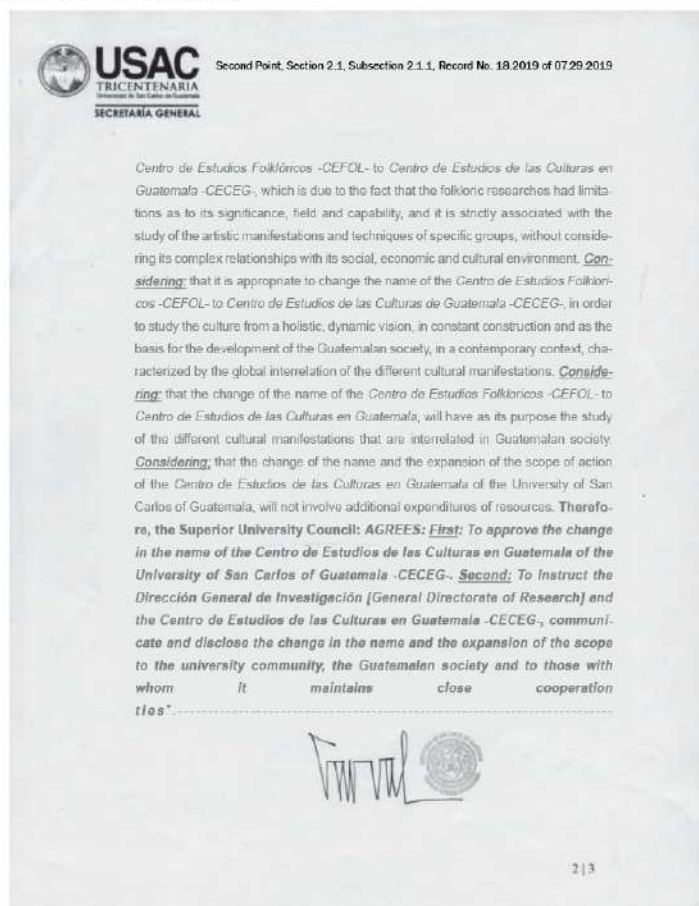 USAC
TRICENTENARIA
Universidad de San Carlos de Guatemala
SECRETARÍA GENERAL
Second Point, Section 2.1, Subsection 2.1.1, Record No. 18.2019 of 07.29.2019
Centro de Estudios Folklóricos -CEFOL- to Centro de Estudios de las Culturas en
Guatemala -CECEG-, which is due to the fact that the folkloric researches had limita-
tions as to its significance, field and capability, and it is strictly associated with the
study of the artistic manifestations and techniques of specific groups, without conside-
ring its complex relationships with its social, economic and cultural environment. Con-
sidering: that it is appropriate to change the name of the Centro de Estudios Folklori-
cos -CEFOL- to Centro de Estudios de las Culturas de Guatemala -CECEG-, in order
to study the culture from a holistic, dynamic vision, in constant construction and as the
basis for the development of the Guatemalan society, in a contemporary context, cha-
racterized by the global interrelation of the different cultural manifestations. Conside-
ring: that the change of the name of the Centro de Estudios Folkloricos -CEFOL- to
Centro de Estudios de las Culturas en Guatemala, will have as its purpose the study
of the different cultural manifestations that are interrelated in Guatemalan society.
Considering: that the change of the name and the expansion of the scope of action
of the Centro de Estudios de las Culturas en Guatemala of the University of San
Carlos of Guatemala, will not involve additional expenditures of resources. Therefo-
re, the Superior University Council: AGREES: First: To approve the change
in the name of the Centro de Estudios de las Culturas en Guatemala of the
University of San Carlos of Guatemala -CECEG-. Second: To Instruct the
Dirección General de Investigación [General Directorate of Research] and
the Centro de Estudios de las Culturas en Guatemala -CECEG-, communi-
cate and disclose the change in the name and the expansion of the scope
to the university community, the Guatemalan society and to those with
whom it maintains close cooperation
ties".
2|3